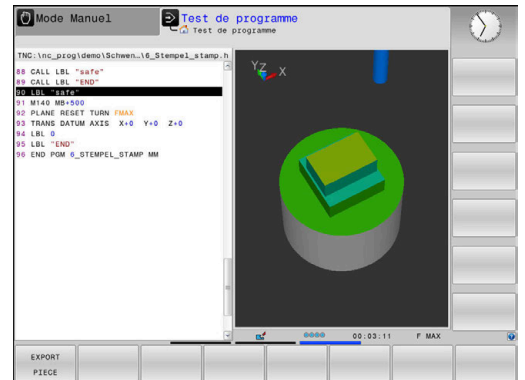 Mode Manuel
Test de programme
Test de programme
TNC:\nc_prog\demo\Schwen…\6_Stempel_stamp.h
88 CALL LBL "safe"
89 CALL LBL "END"
90 LBL "safe"
91 M140 MB+500
92 PLANE RESET TURN FMAX
93 TRANS DATUM AXIS X+0 Y+0 Z+0
94 LBL 0
95 LBL "END"
96 END PGM 6_STEMPEL_STAMP MM
Y Z X
00:03:11 F MAX
EXPORT
PIECE